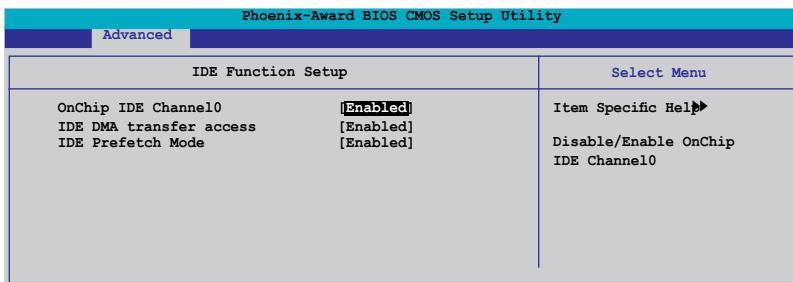 Phoenix-Award BIOS CMOS Setup Utility
Advanced
IDE Function Setup
Select Menu
OnChip IDE Channel0 [Enabled]
IDE DMA transfer access [Enabled]
IDE Prefetch Mode [Enabled]
Item Specific Help
Disable/Enable OnChip
IDE Channel0